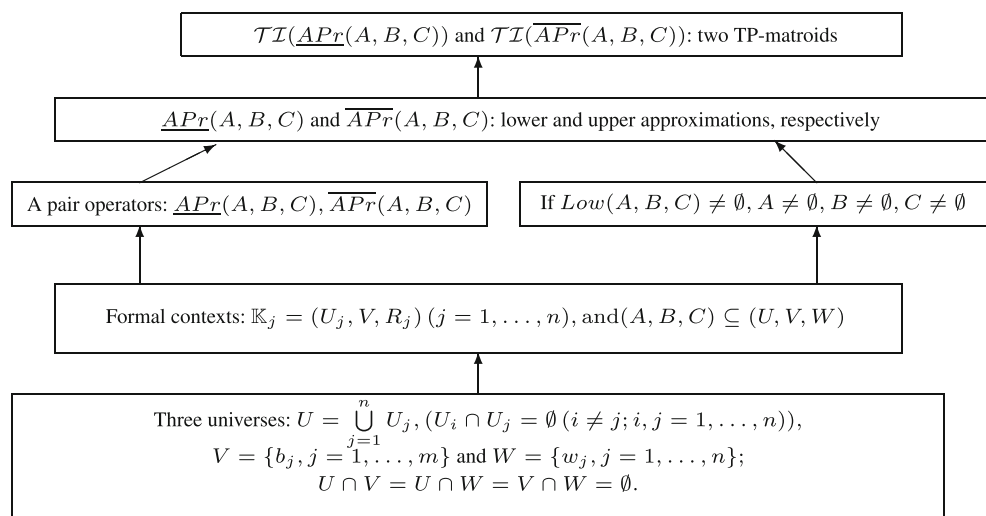 𝒯ℐ(\underline{APr}(A, B, C)) and 𝒯ℐ(\overline{APr}(A, B, C)): two TP-matroids
\underline{APr}(A, B, C) and \overline{APr}(A, B, C): lower and upper approximations, respectively
A pair operators: \underline{APr}(A, B, C), \overline{APr}(A, B, C)
If Low(A, B, C) ≠ ∅, A ≠ ∅, B ≠ ∅, C ≠ ∅
Formal contexts: 𝕂_j = (U_j, V, R_j) (j = 1, . . . , n), and(A, B, C) ⊆ (U, V, W)
Three universes: U = \bigcup_{j=1}^{n} U_j, (U_i ∩ U_j = ∅ (i ≠ j; i, j = 1, . . . , n)),
V = {b_j, j = 1, . . . , m} and W = {w_j, j = 1, . . . , n};
U ∩ V = U ∩ W = V ∩ W = ∅.